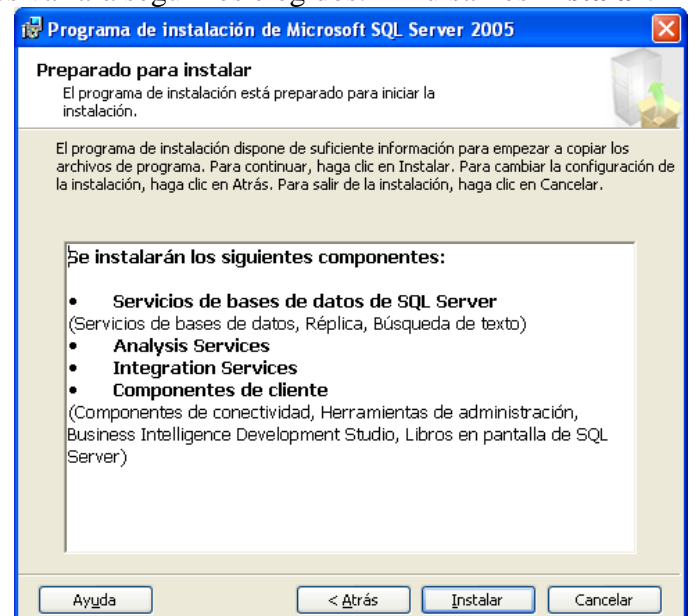 Programa de instalación de Microsoft SQL Server 2005
Preparado para instalar
El programa de instalación está preparado para iniciar la
instalación.
El programa de instalación dispone de suficiente información para empezar a copiar los
archivos de programa. Para continuar, haga clic en Instalar. Para cambiar la configuración de
la instalación, haga clic en Atrás. Para salir de la instalación, haga clic en Cancelar.
Se instalarán los siguientes componentes:
• Servicios de bases de datos de SQL Server
(Servicios de bases de datos, Réplica, Búsqueda de texto)
• Analysis Services
• Integration Services
• Componentes de cliente
(Componentes de conectividad, Herramientas de administración,
Business Intelligence Development Studio, Libros en pantalla de SQL
Server)
Ayuda
< Atrás
Instalar
Cancelar